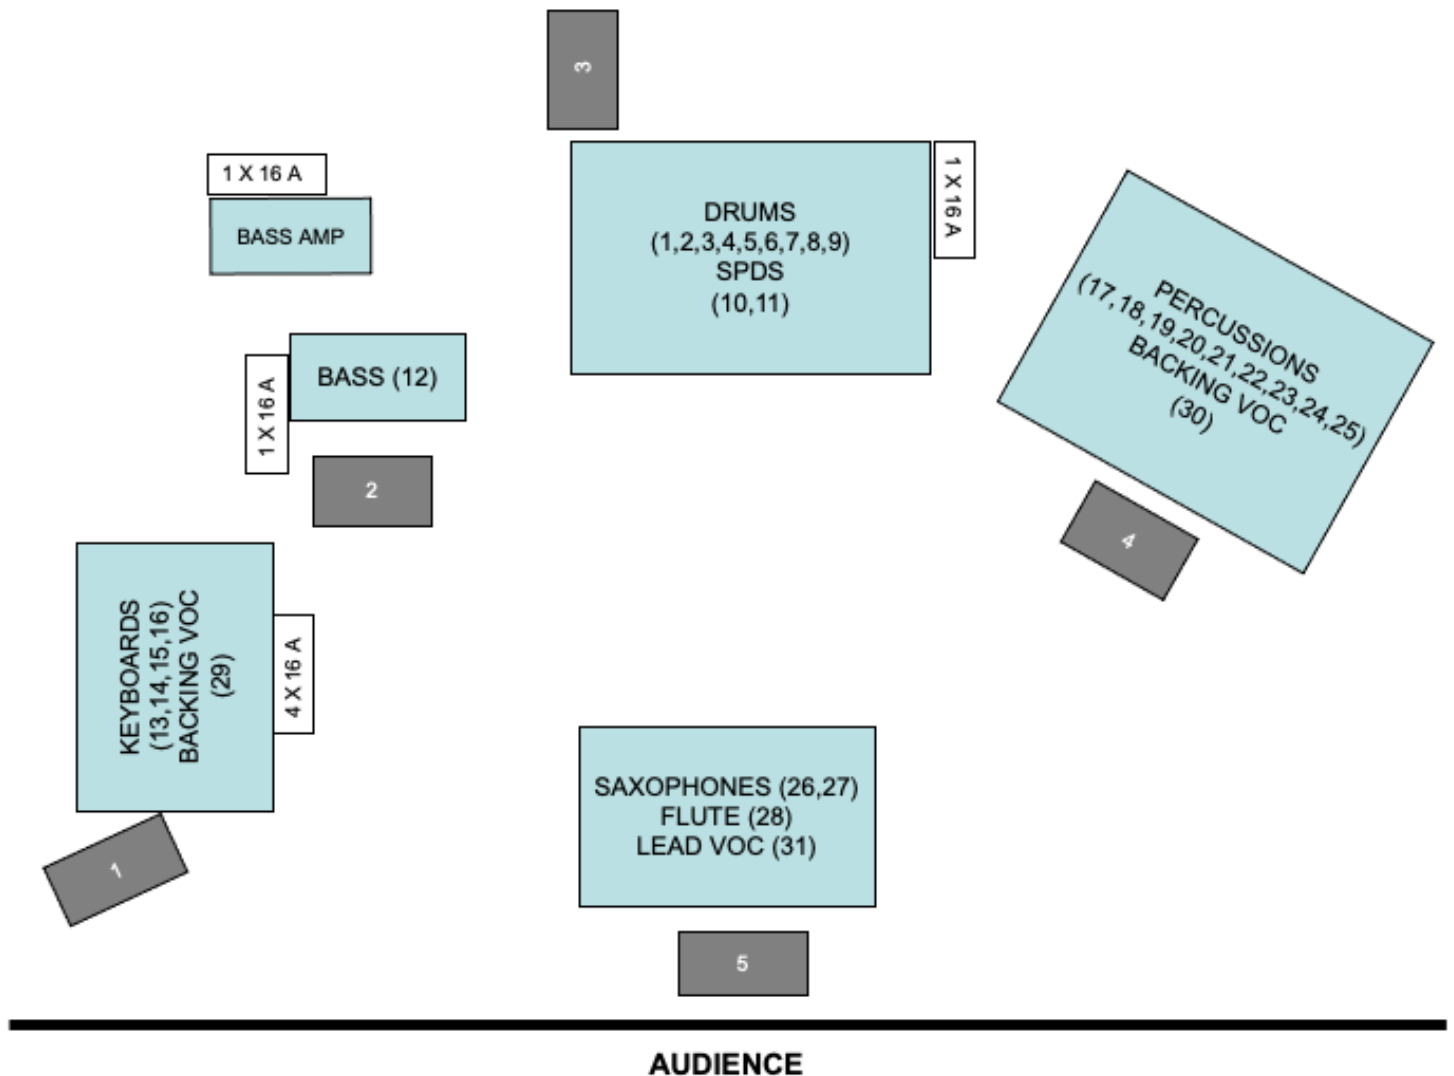 3
1 X 16 A
BASS AMP
DRUMS
(1,2,3,4,5,6,7,8,9)
SPDS
(10,11)
1 X 16 A
PERCUSSIONS
(17,18,19,20,21,22,23,24,25)
BACKING VOC
(30)
BASS (12)
1 X 16 A
2
4
KEYBOARDS
(13,14,15,16)
BACKING VOC
(29)
4 X 16 A
SAXOPHONES (26,27)
FLUTE (28)
LEAD VOC (31)
1
5
AUDIENCE